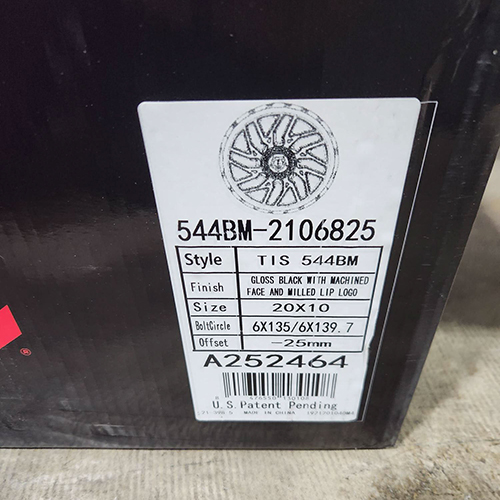 544BM-2106825
Style TIS 544BM
Finish GLOSS BLACK WITH MACHINED
FACE AND MILLED LIP LOGO
Size 20X10
BoltCircle 6X135/6X139.7
Offset -25mm
A252464
U.S. Patent Pending
MADE IN CHINA
®